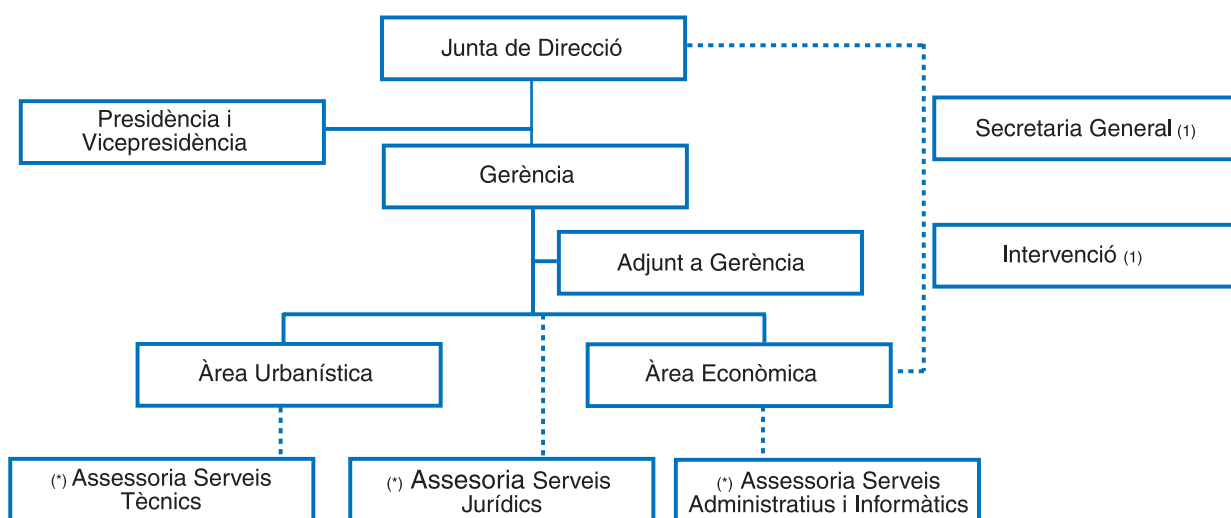 Junta de Direcció
Presidència i
Vicepresidència
Secretaria General (1)
Gerència
Adjunt a Gerència
Intervenció (1)
Àrea Urbanística
Àrea Econòmica
(*) Assessoria Serveis
Tècnics
(*) Assesoria Serveis
Jurídics
(*) Assessoria Serveis
Administratius i Informàtics